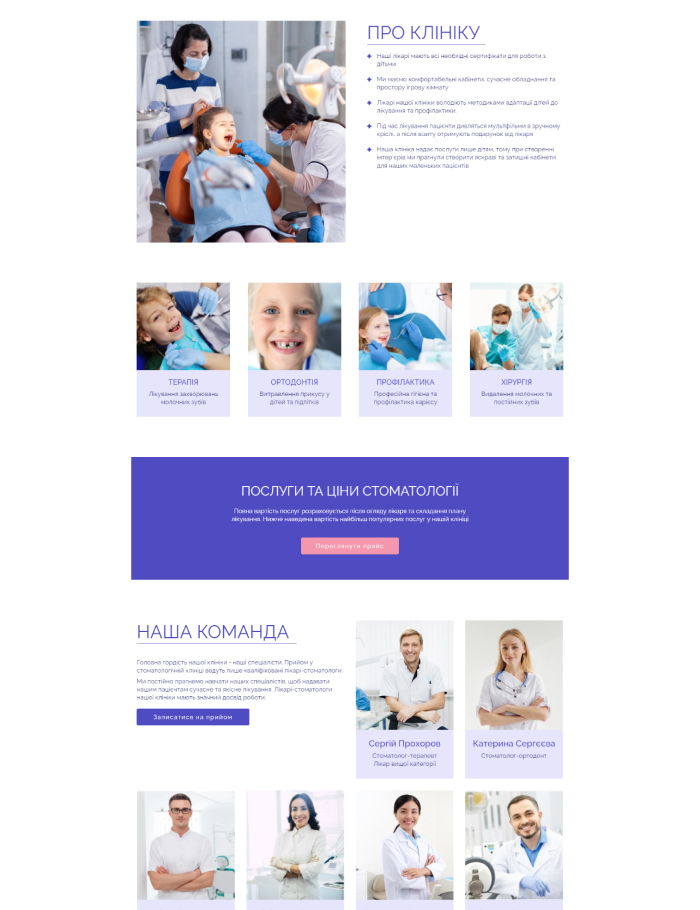 ПРО КЛІНІКУ
Наші лікарі мають всі необхідні сертифікати для роботи з
дітьми
Ми маємо комфортабельні кабінети, сучасне обладнання та
простору ігрову кімнату
Лікарі нашої клініки володіють методиками адаптації дітей до
лікування та профілактики.
Під час лікування пацієнти дивляться мультфільми в зручному
кріслі, а після візиту отримують подарунок від лікаря
Наша клініка надає послуги лише дітям, тому при створенні
інтер'єрів ми прагнули створити яскраві та затишні кабінети
для наших маленьких пацієнтів
ТЕРАПІЯ
Лікування захворювань
молочних зубів
ОРТОДОНТІЯ
Виправлення прикусу у
дітей та підлітків
ПРОФІЛАКТИКА
Професійна гігієна та
профілактика карієсу
ХІРУРГІЯ
Видалення молочних та
постійних зубів
ПОСЛУГИ ТА ЦІНИ СТОМАТОЛОГІЇ
Повна вартість послуг розраховується після огляду лікаря та складання плану
лікування. Нижче наведена вартість найбільш популярних послуг у нашій клініці
Переглянути прайс
НАША КОМАНДА
Головна гордість нашої клініки - наші спеціалісти. Прийом у
стоматологічній клініці ведуть лише кваліфіковані лікарі-стоматологи.
Ми постійно прагнемо навчати наших спеціалістів, щоб надавати
нашим пацієнтам сучасне та якісне лікування. Лікарі-стоматологи
нашої клініки мають значний досвід роботи.
Записатися на прийом
Сергій Прохоров
Стоматолог-терапевт
Лікар вищої категорії
Катерина Сергєєва
Стоматолог-ортодонт